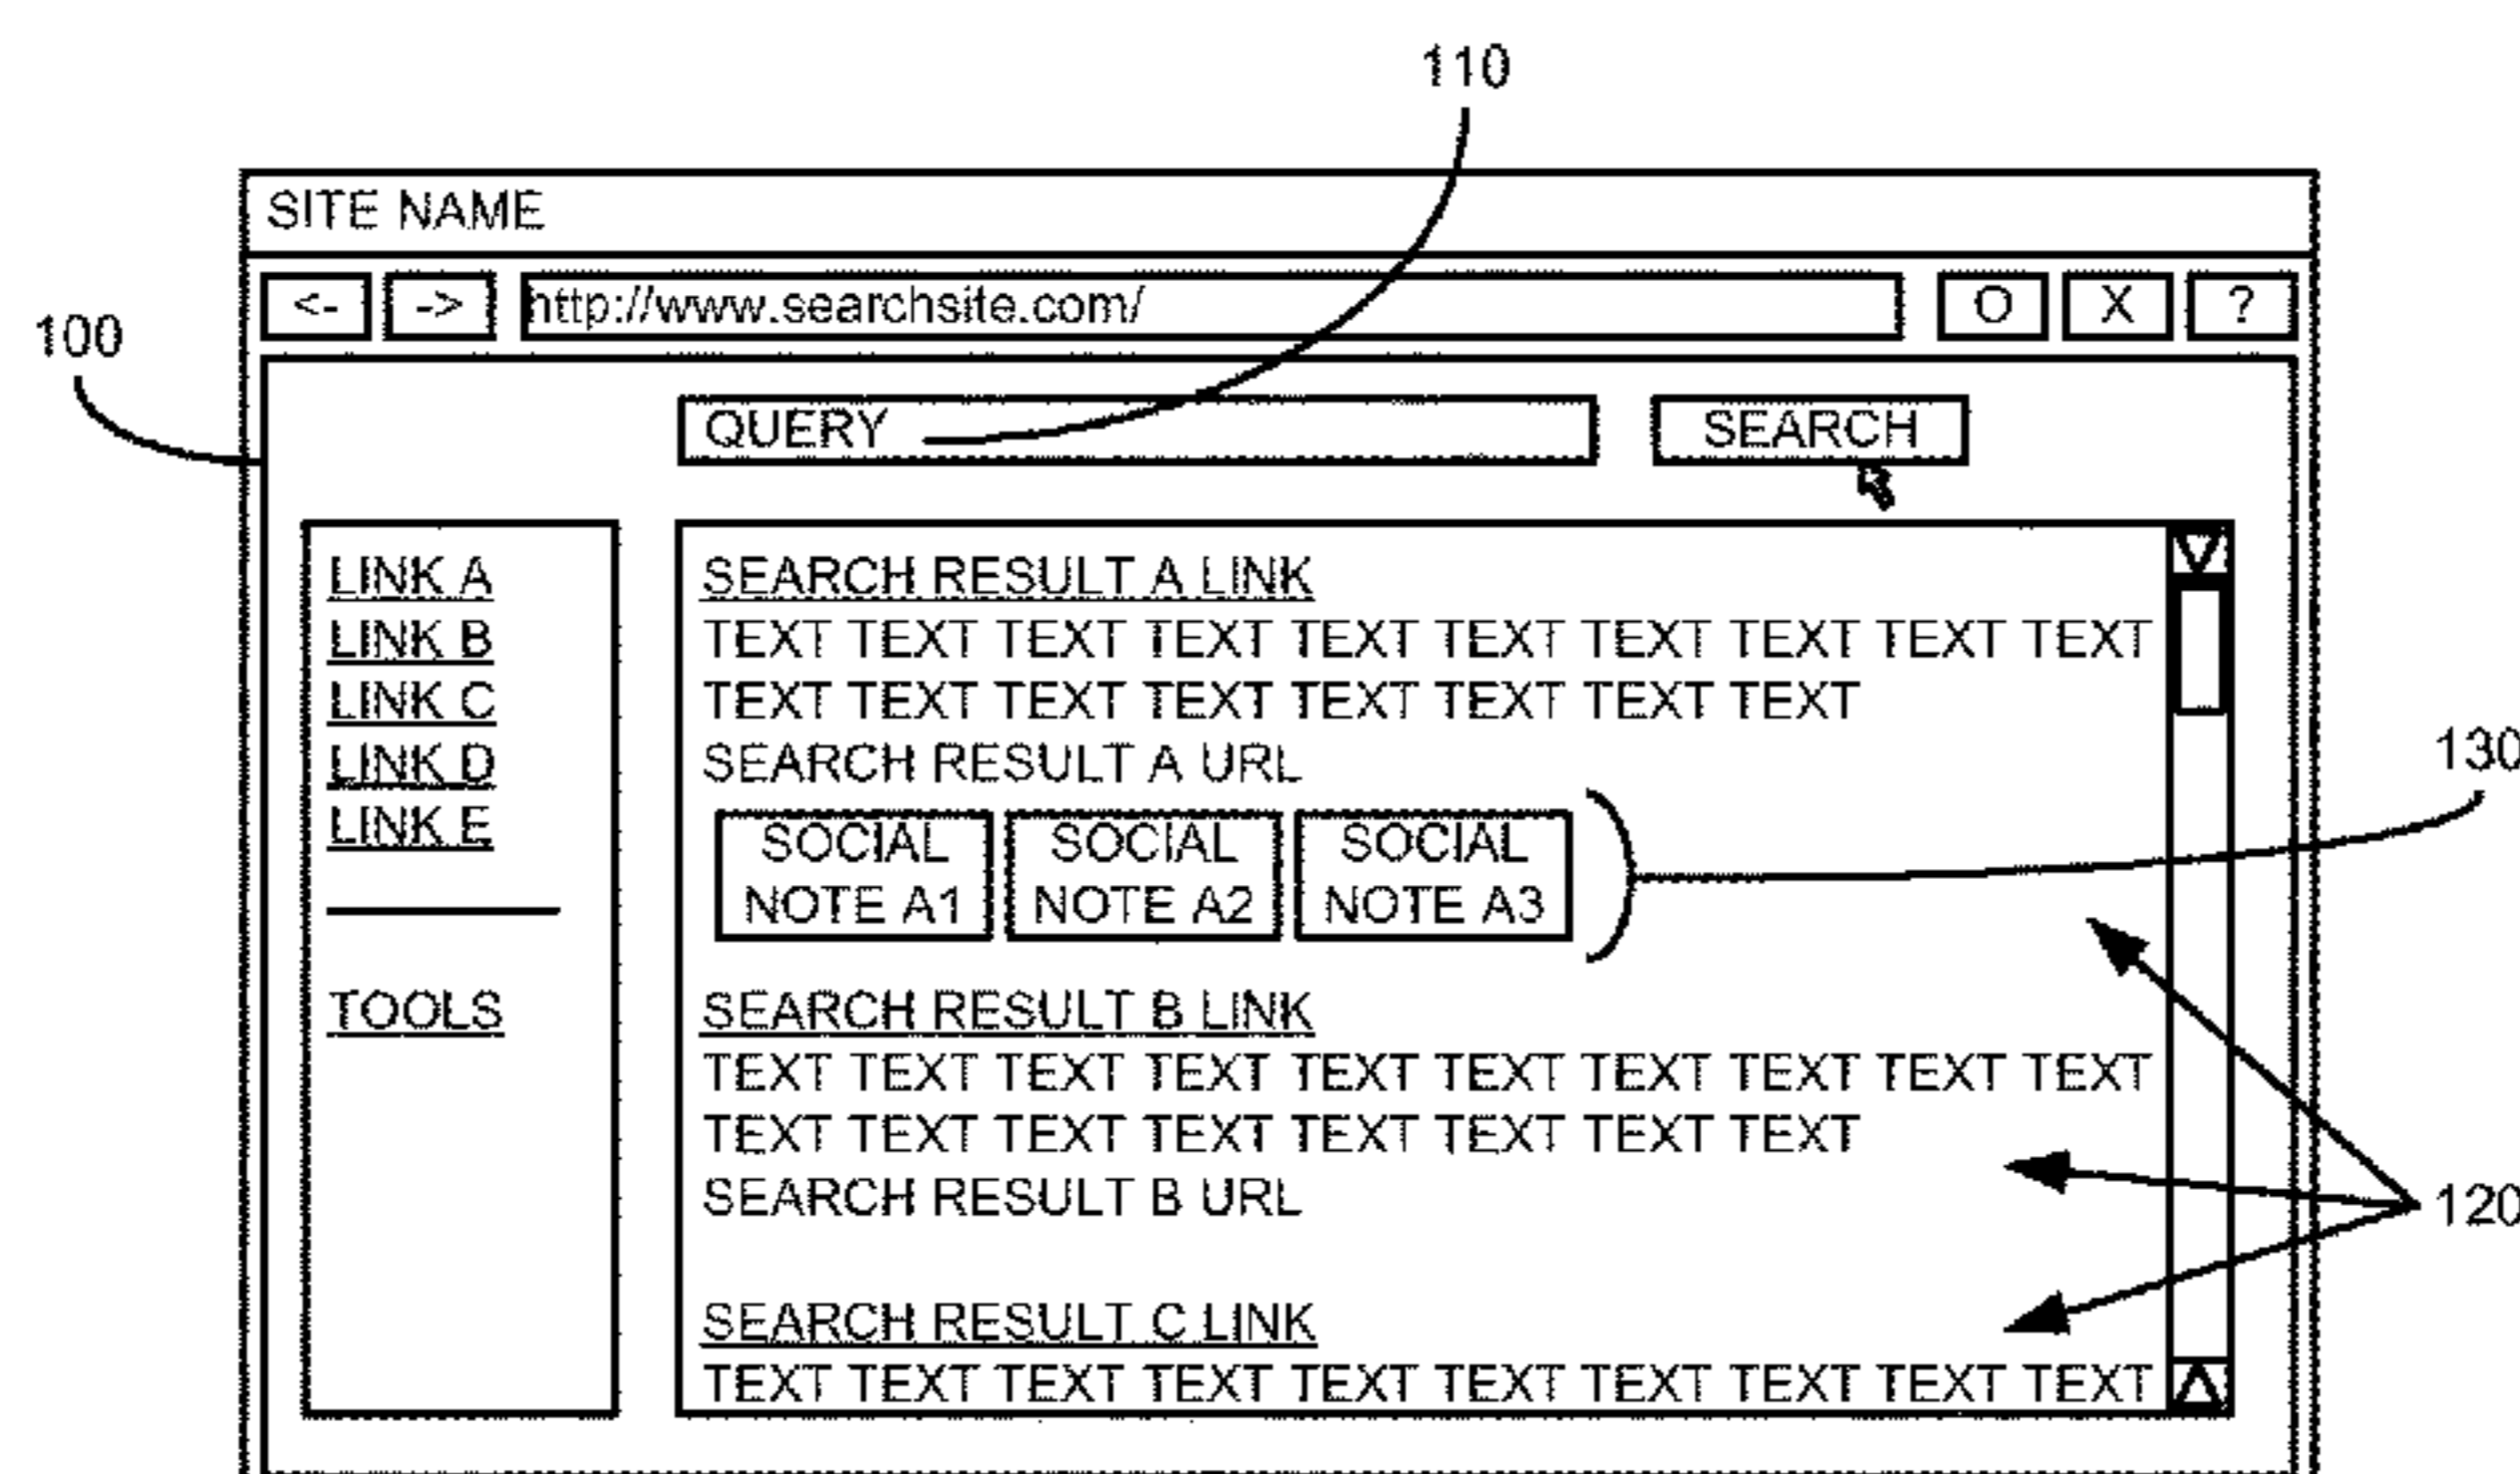 110
SITE NAME
<- -> http://www.searchsite.com/ O X ?
100
QUERY SEARCH
LINK A
LINK B
LINK C
LINK D
LINK E
TOOLS
SEARCH RESULT A LINK
TEXT TEXT TEXT TEXT TEXT TEXT TEXT TEXT TEXT TEXT
TEXT TEXT TEXT TEXT TEXT TEXT TEXT TEXT
SEARCH RESULT A URL
SOCIAL NOTE A1
SOCIAL NOTE A2
SOCIAL NOTE A3
130
SEARCH RESULT B LINK
TEXT TEXT TEXT TEXT TEXT TEXT TEXT TEXT TEXT TEXT
TEXT TEXT TEXT TEXT TEXT TEXT TEXT TEXT
SEARCH RESULT B URL
120
SEARCH RESULT C LINK
TEXT TEXT TEXT TEXT TEXT TEXT TEXT TEXT TEXT TEXT